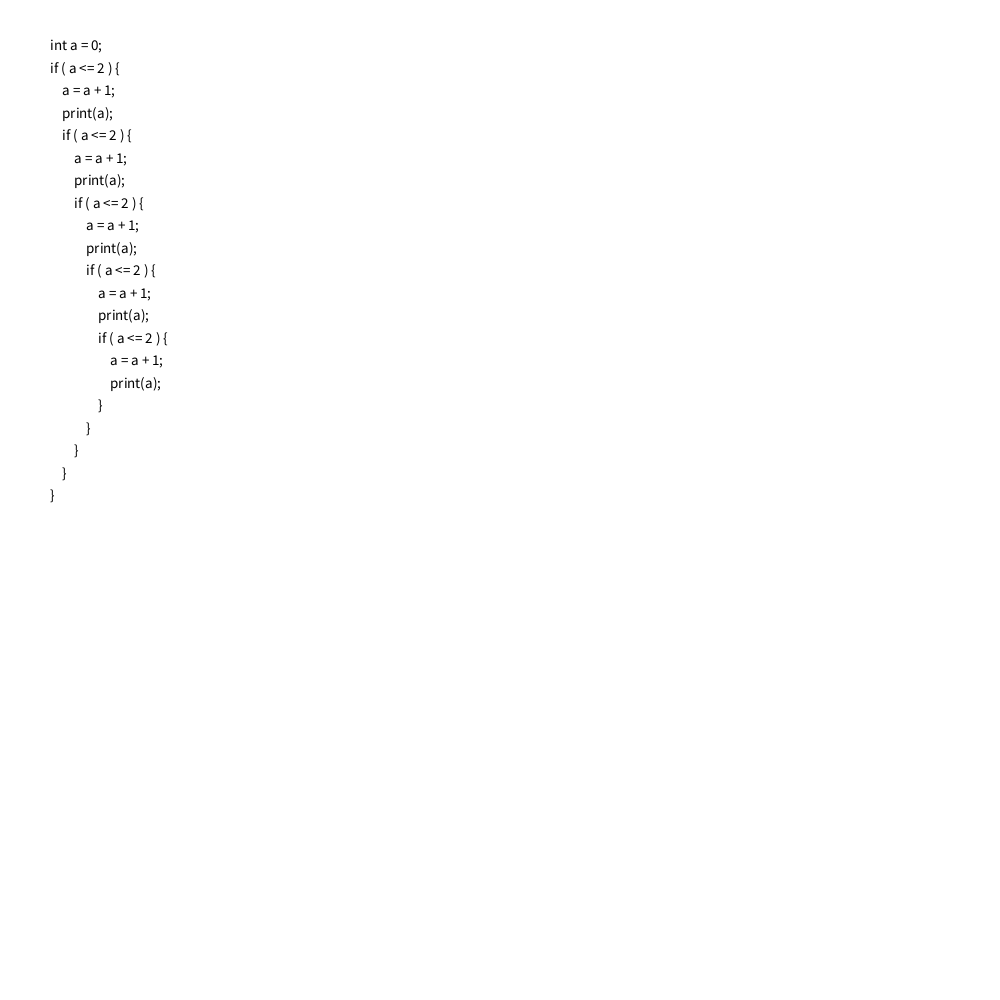 int a = 0;
if ( a <= 2 ) {
    a = a + 1;
    print(a);
    if ( a <= 2 ) {
        a = a + 1;
        print(a);
        if ( a <= 2 ) {
            a = a + 1;
            print(a);
            if ( a <= 2 ) {
                a = a + 1;
                print(a);
                if ( a <= 2 ) {
                    a = a + 1;
                    print(a);
                }
            }
        }
    }
}